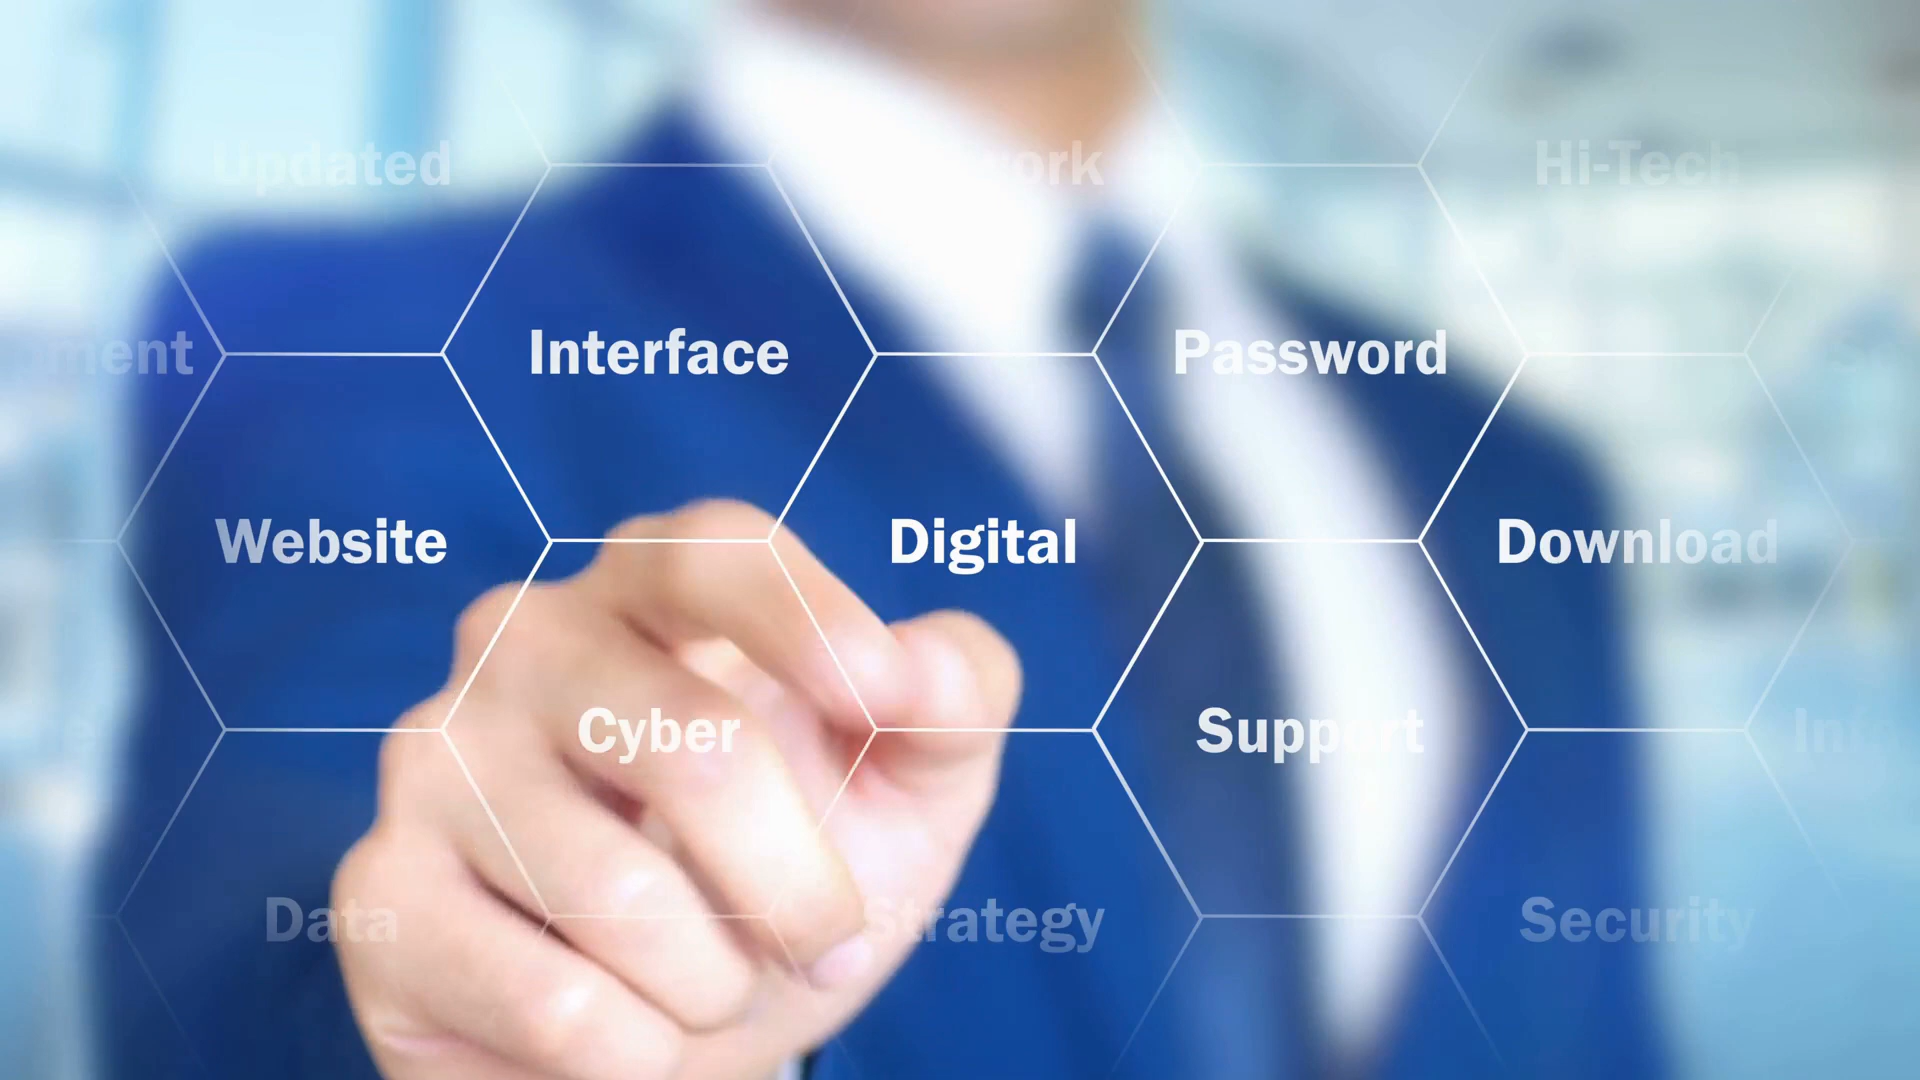 Updated
Hi-Tech
Interface
Password
Website
Digital
Download
Cyber
Support
Data
Strategy
Security